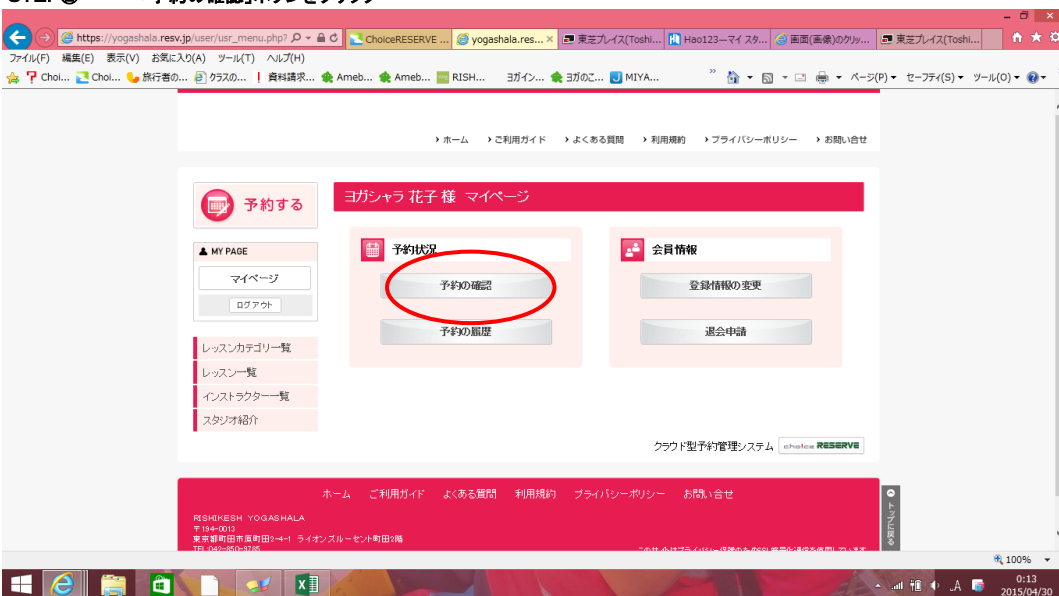 https://yogashala.resv.jp/user/usr_menu.php?
ChoiceRESERVE ...
yogashala.res...
東芝プレイス(Toshi...
Hao123—マイ スタ...
画面(画像)のクリッ...
東芝プレイス(Toshi...
ファイル(F) 編集(E) 表示(V) お気に入り(A) ツール(T) ヘルプ(H)
Choi... Choi... 旅行者の... クラスの... 資料請求... Ameb... Ameb... RISH... ヨガイン... ヨガのご... MIYA... ページ(P) セーフティ(S) ツール(O)
ホーム ご利用ガイド よくある質問 利用規約 プライバシーポリシー お問い合せ
予約する
ヨガシャラ 花子 様 マイページ
MY PAGE
マイページ
ログアウト
予約状況
予約の確認
予約の履歴
会員情報
登録情報の変更
退会申請
レッスンカテゴリ一覧
レッスン一覧
インストラクター一覧
スタジオ紹介
クラウド型予約管理システム choice RESERVE
ホーム ご利用ガイド よくある質問 利用規約 プライバシーポリシー お問い合せ
トップに戻る
RISHIKESH YOGASHALA
〒194-0013
東京都町田市原町田2-4-1 ライオンズルーセント町田2階
TEL:042-850-9785
100%
A
0:13
2015/04/30